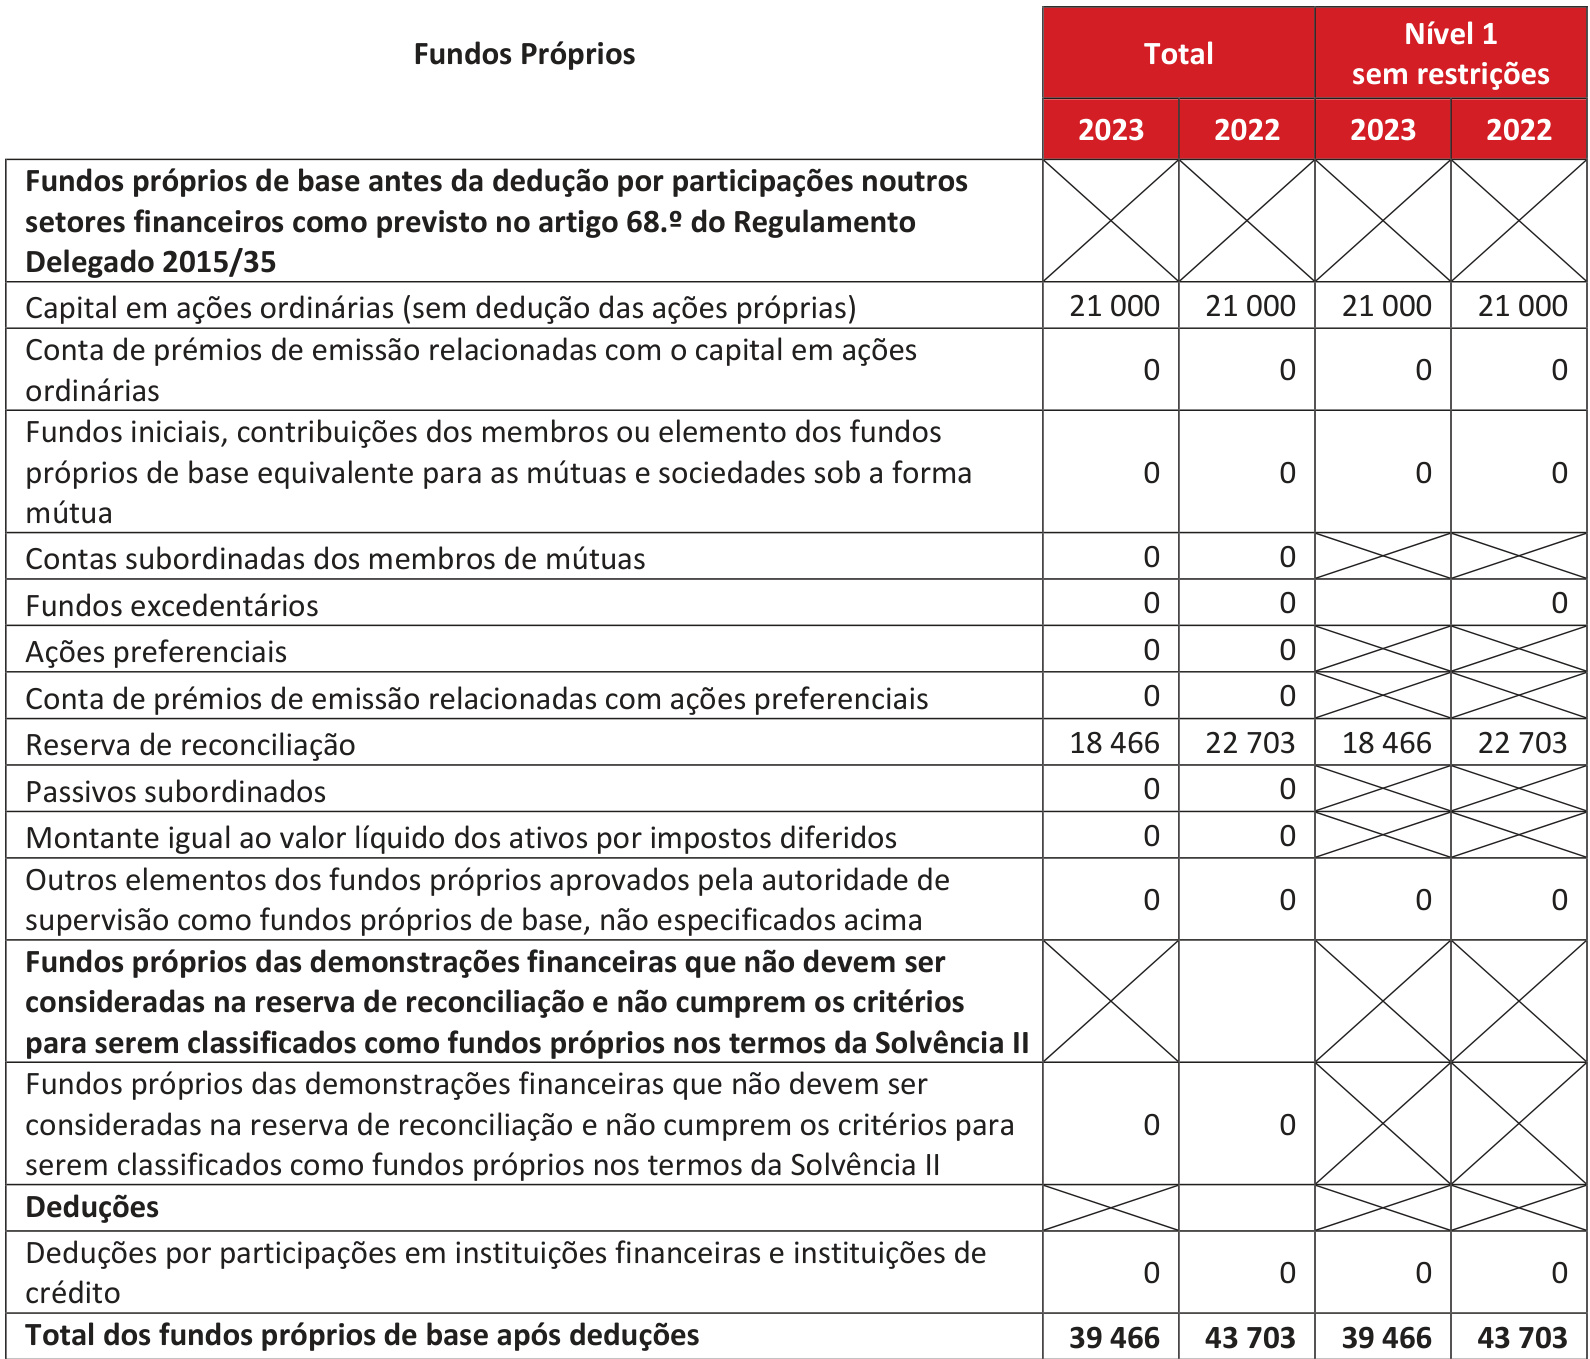 Fundos Próprios
Total
Nível 1
sem restrições
2023 2022 2023 2022
Fundos próprios de base antes da dedução por participações noutros
setores financeiros como previsto no artigo 68.º do Regulamento
Delegado 2015/35
Capital em ações ordinárias (sem dedução das ações próprias) 21 000 21 000 21 000 21 000
Conta de prémios de emissão relacionadas com o capital em ações
ordinárias 0 0 0 0
Fundos iniciais, contribuições dos membros ou elemento dos fundos
próprios de base equivalente para as mútuas e sociedades sob a forma 0 0 0 0
mútua
Contas subordinadas dos membros de mútuas 0 0
Fundos excedentários 0 0 0
Ações preferenciais 0 0
Conta de prémios de emissão relacionadas com ações preferenciais 0 0
Reserva de reconciliação 18 466 22 703 18 466 22 703
Passivos subordinados 0 0
Montante igual ao valor líquido dos ativos por impostos diferidos 0 0
Outros elementos dos fundos próprios aprovados pela autoridade de
supervisão como fundos próprios de base, não especificados acima 0 0 0 0
Fundos próprios das demonstrações financeiras que não devem ser
consideradas na reserva de reconciliação e não cumprem os critérios
para serem classificados como fundos próprios nos termos da Solvência II
Fundos próprios das demonstrações financeiras que não devem ser
consideradas na reserva de reconciliação e não cumprem os critérios para 0 0
serem classificados como fundos próprios nos termos da Solvência II
Deduções
Deduções por participações em instituições financeiras e instituições de
crédito 0 0 0 0
Total dos fundos próprios de base após deduções 39 466 43 703 39 466 43 703